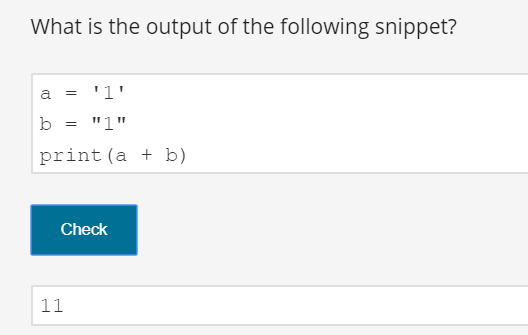 What is the output of the following snippet?
a = '1'
b = "1"
print(a + b)
Check
11